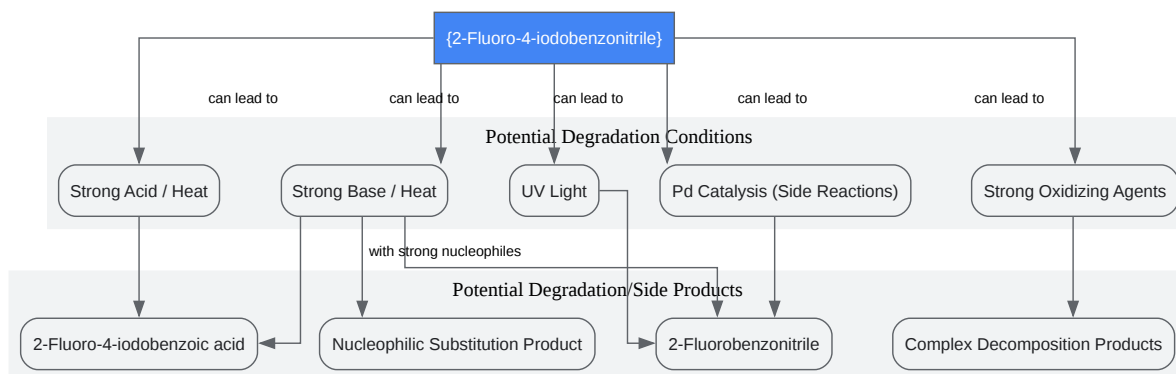 {2-Fluoro-4-iodobenzonitrile}
can lead to
can lead to
can lead to
can lead to
can lead to
Potential Degradation Conditions
Strong Acid / Heat
Strong Base / Heat
UV Light
Pd Catalysis (Side Reactions)
Strong Oxidizing Agents
with strong nucleophiles
Potential Degradation/Side Products
2-Fluoro-4-iodobenzoic acid
Nucleophilic Substitution Product
2-Fluorobenzonitrile
Complex Decomposition Products